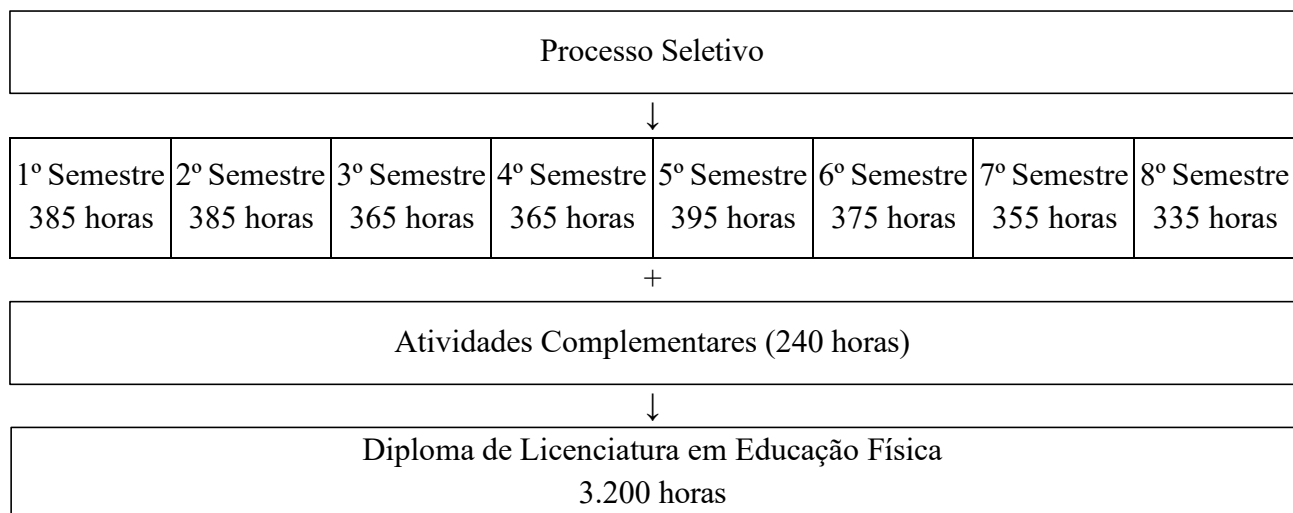 Processo Seletivo
↓
1º Semestre 2º Semestre 3º Semestre 4º Semestre 5º Semestre 6º Semestre 7º Semestre 8º Semestre
385 horas 385 horas 365 horas 365 horas 395 horas 375 horas 355 horas 335 horas
+
Atividades Complementares (240 horas)
↓
Diploma de Licenciatura em Educação Física
3.200 horas